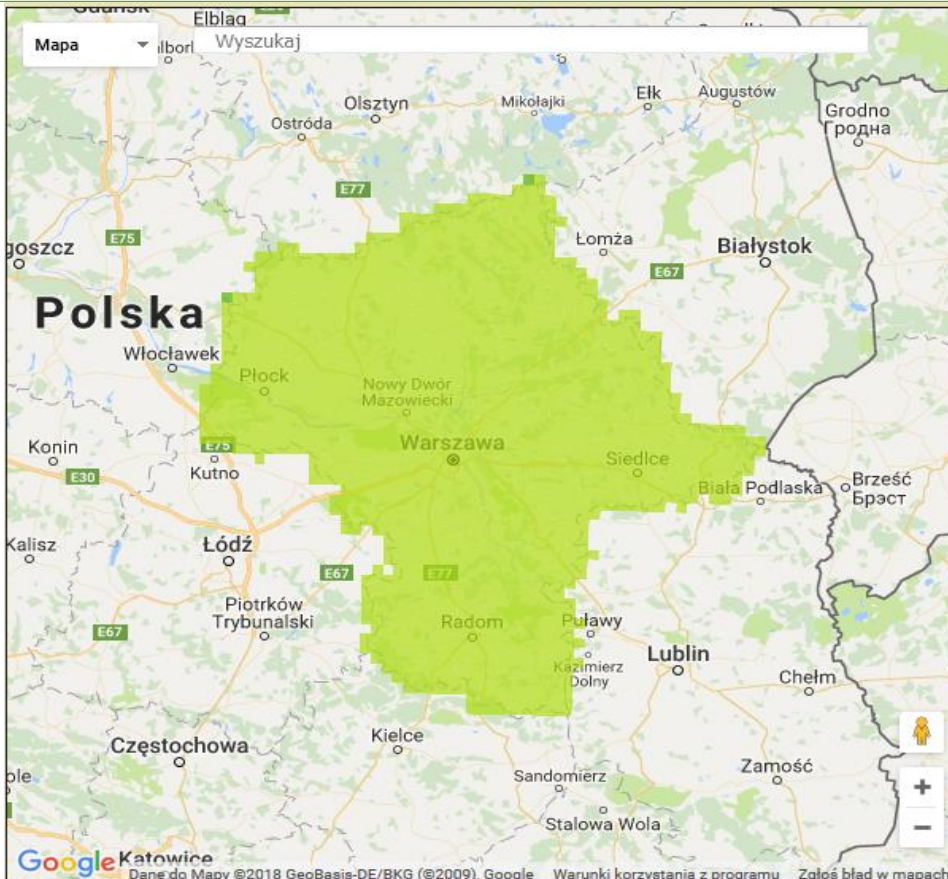 Elbląg
Mapa
Wyszukaj
Olsztyn
Mikołajki
Ełk
Augustów
Ostróda
Grodno
Гродна
E77
E75
goszcz
Łomża
Białystok
E67
Polska
Włocławek
Płock
Nowy Dwór
Mazowiecki
Warszawa
Konin
E75
Kutno
Siedlce
E30
Biała Podlaska
Brześć
Брэст
Kalisz
Łódź
E67
E77
Piotrków
Trybunalski
E67
Radom
Puławy
Kazimierz
Dolny
Lublin
Chełm
Kielce
Częstochowa
Sandomierz
Zamość
ole
Stalowa Wola
+
−
Google
Katowice
Dane do Mapy ©2018 GeoBasis-DE/BKG (©2009), Google
Warunki korzystania z programu
Zgłoś błąd w mapach